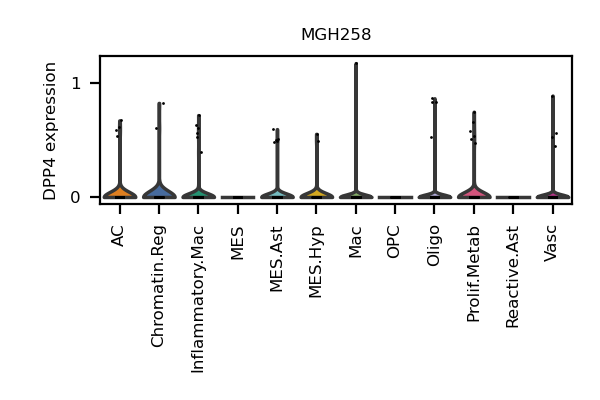 MGH258
DPP4 expression
1
0
AC
Chromatin.Reg
Inflammatory.Mac
MES
MES.Ast
MES.Hyp
Mac
OPC
Oligo
Prolif.Metab
Reactive.Ast
Vasc